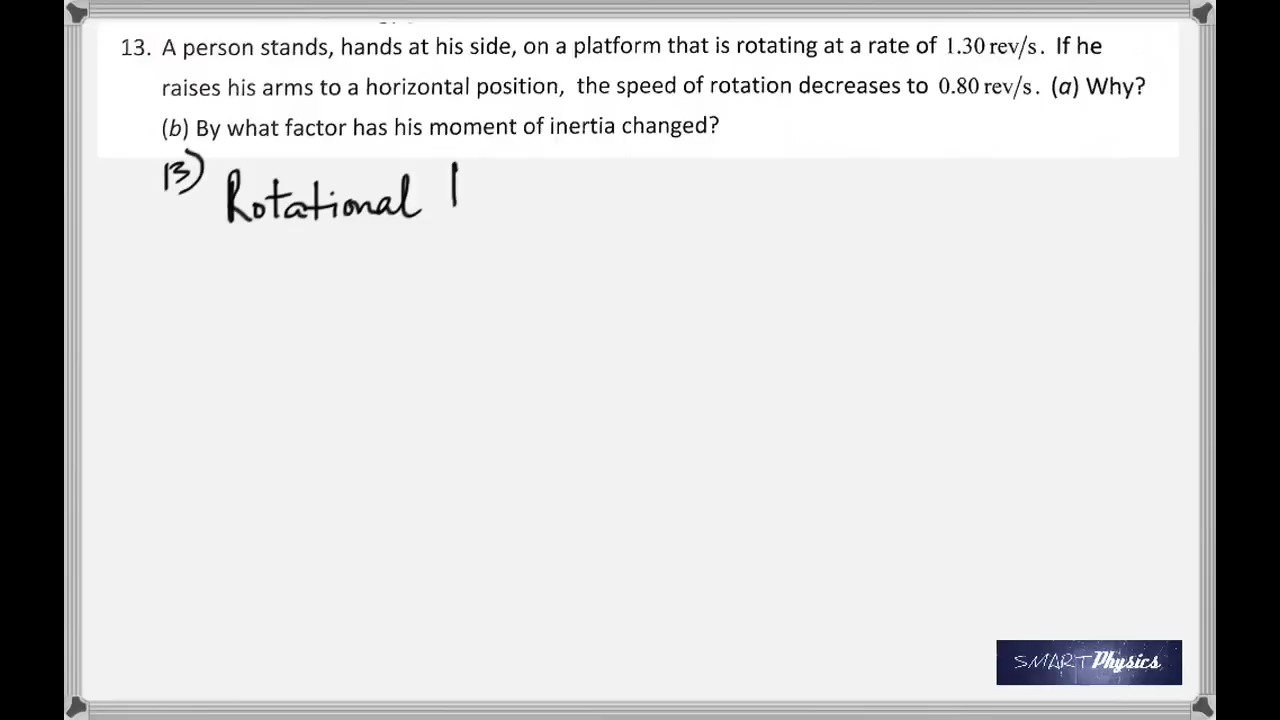 13. A person stands, hands at his side, on a platform that is rotating at a rate of 1.30 rev/s. If he
raises his arms to a horizontal position, the speed of rotation decreases to 0.80 rev/s. (a) Why?
(b) By what factor has his moment of inertia changed?
13)
Rotational
SMART Physics